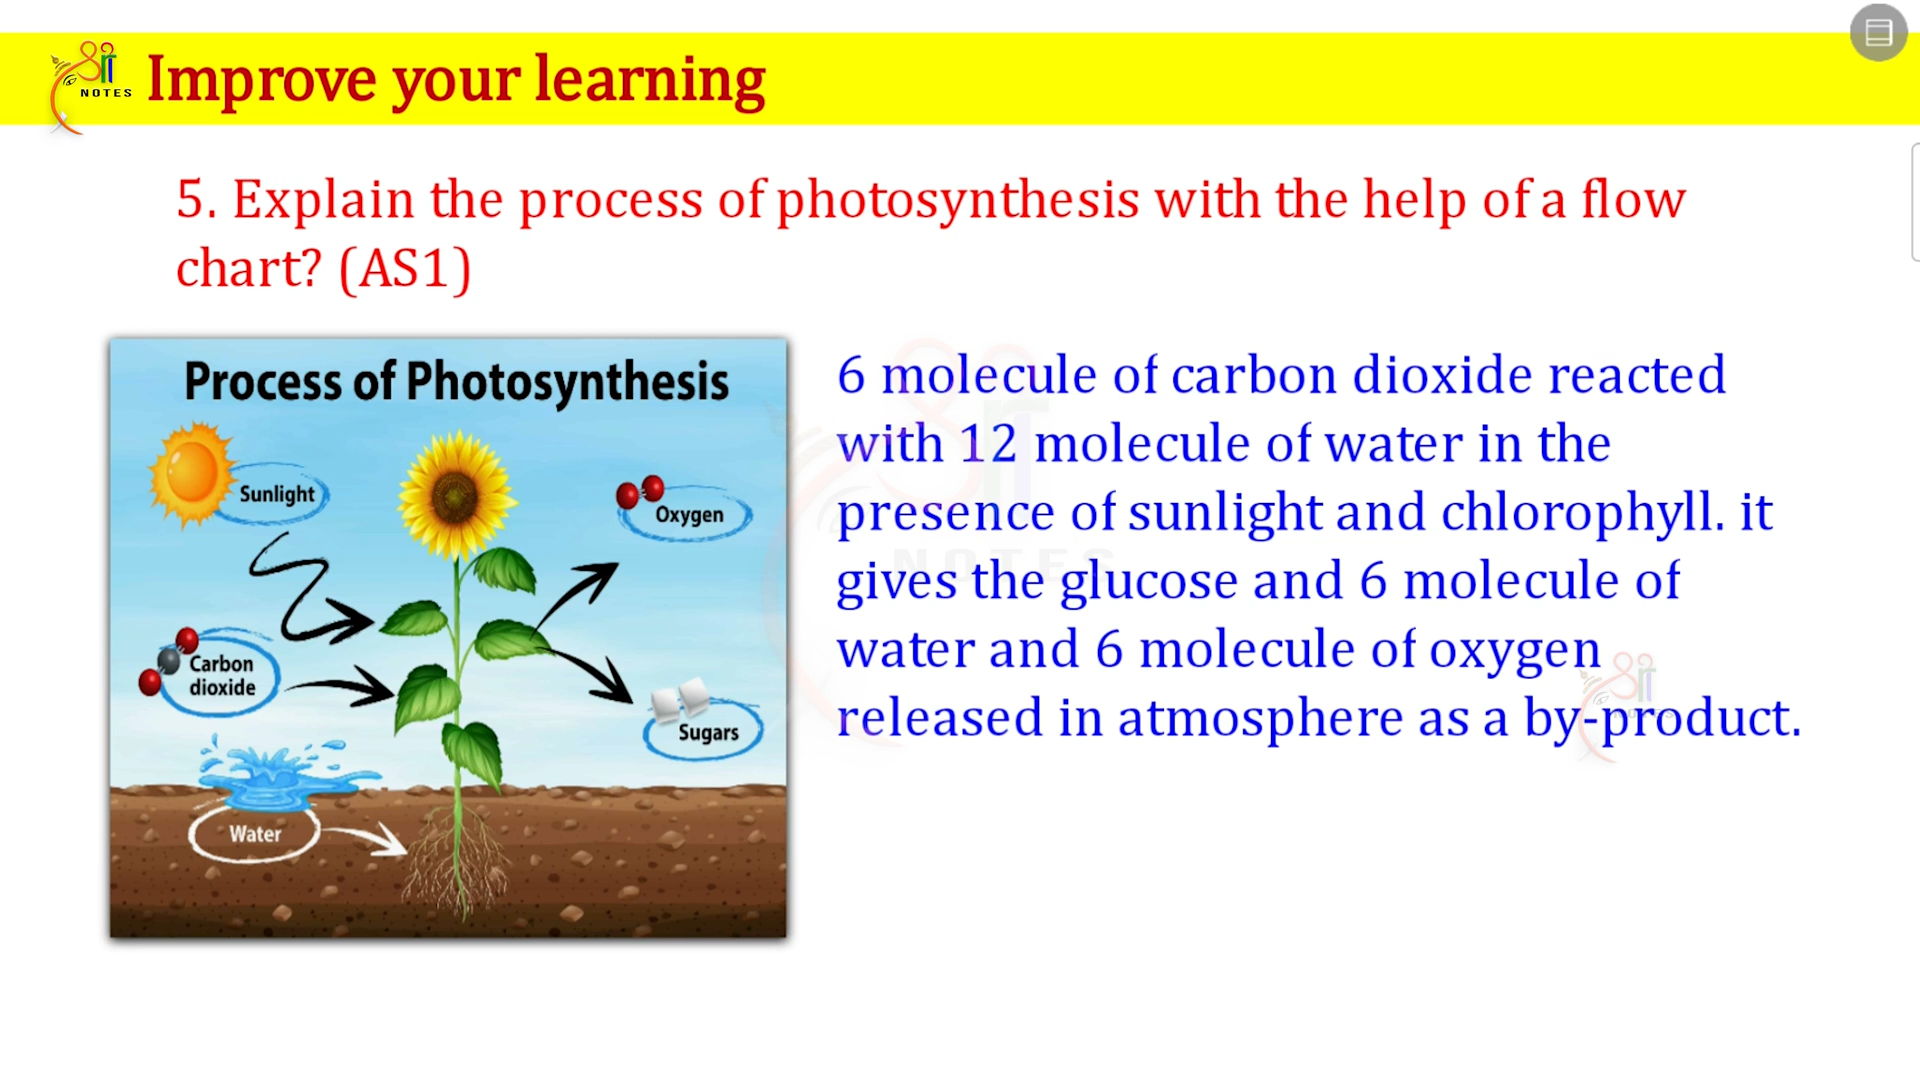 NOTES
Improve your learning
5. Explain the process of photosynthesis with the help of a flow
chart? (AS1)
Process of Photosynthesis
Sunlight
Oxygen
Carbon
dioxide
Sugars
Water
6 molecule of carbon dioxide reacted
with 12 molecule of water in the
presence of sunlight and chlorophyll. it
gives the glucose and 6 molecule of
water and 6 molecule of oxygen
released in atmosphere as a by-product.
NOTES